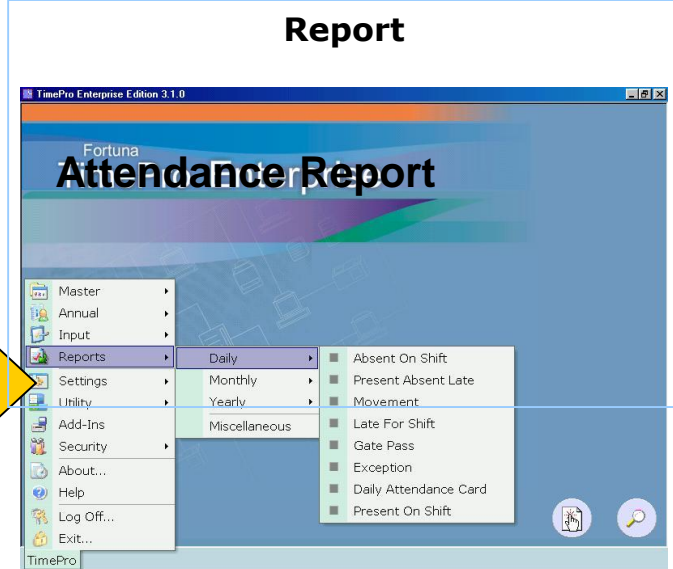 Report
TimePro Enterprise Edition 3.1.0
Fortuna
TimePro Enterprise
Attendance Report
Master
Annual
Input
Reports
Settings
Utility
Add-Ins
Security
About...
Help
Log Off...
Exit...
TimePro
Daily
Monthly
Yearly
Miscellaneous
Absent On Shift
Present Absent Late
Movement
Late For Shift
Gate Pass
Exception
Daily Attendance Card
Present On Shift